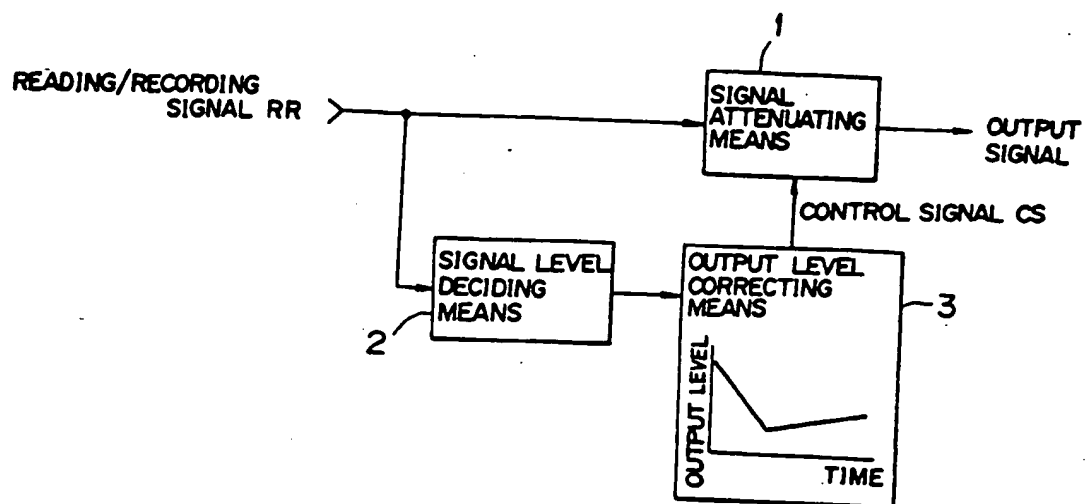 1
READING/RECORDING
SIGNAL RR
SIGNAL
ATTENUATING
MEANS
OUTPUT
SIGNAL
CONTROL SIGNAL CS
SIGNAL LEVEL
DECIDING
MEANS
2
OUTPUT LEVEL
CORRECTING
MEANS
3
OUTPUT LEVEL
TIME